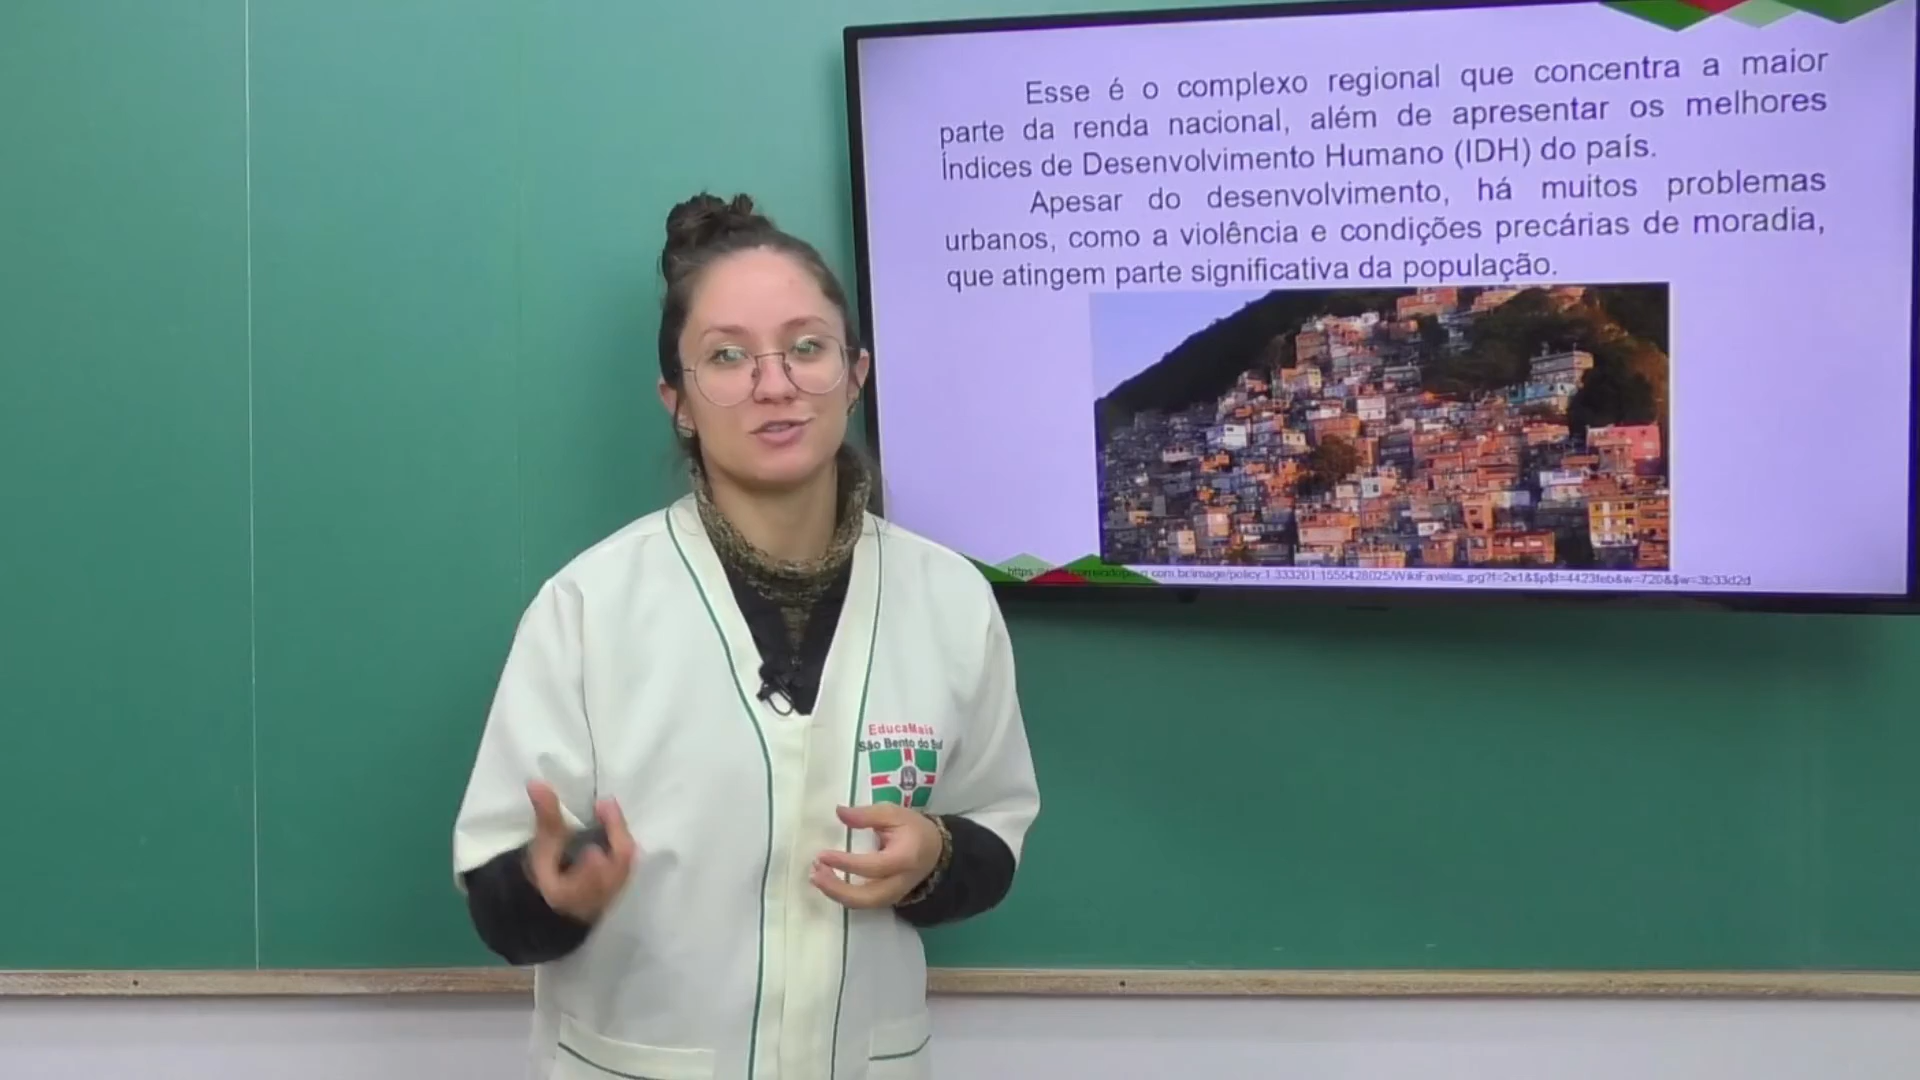 Esse é o complexo regional que concentra a maior
parte da renda nacional, além de apresentar os melhores
Índices de Desenvolvimento Humano (IDH) do país.
Apesar do desenvolvimento, há muitos problemas
urbanos, como a violência e condições precárias de moradia,
que atingem parte significativa da população.
EducaMais
São Bento do Sul